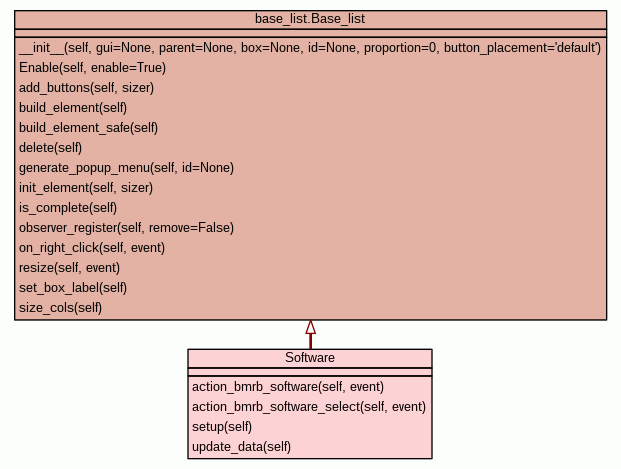 base_list.Base_list
__init__(self, gui=None, parent=None, box=None, id=None, proportion=0, button_placement='default')
Enable(self, enable=True)
add_buttons(self, sizer)
build_element(self)
build_element_safe(self)
delete(self)
generate_popup_menu(self, id=None)
init_element(self, sizer)
is_complete(self)
observer_register(self, remove=False)
on_right_click(self, event)
resize(self, event)
set_box_label(self)
size_cols(self)
Software
action_bmrb_software(self, event)
action_bmrb_software_select(self, event)
setup(self)
update_data(self)